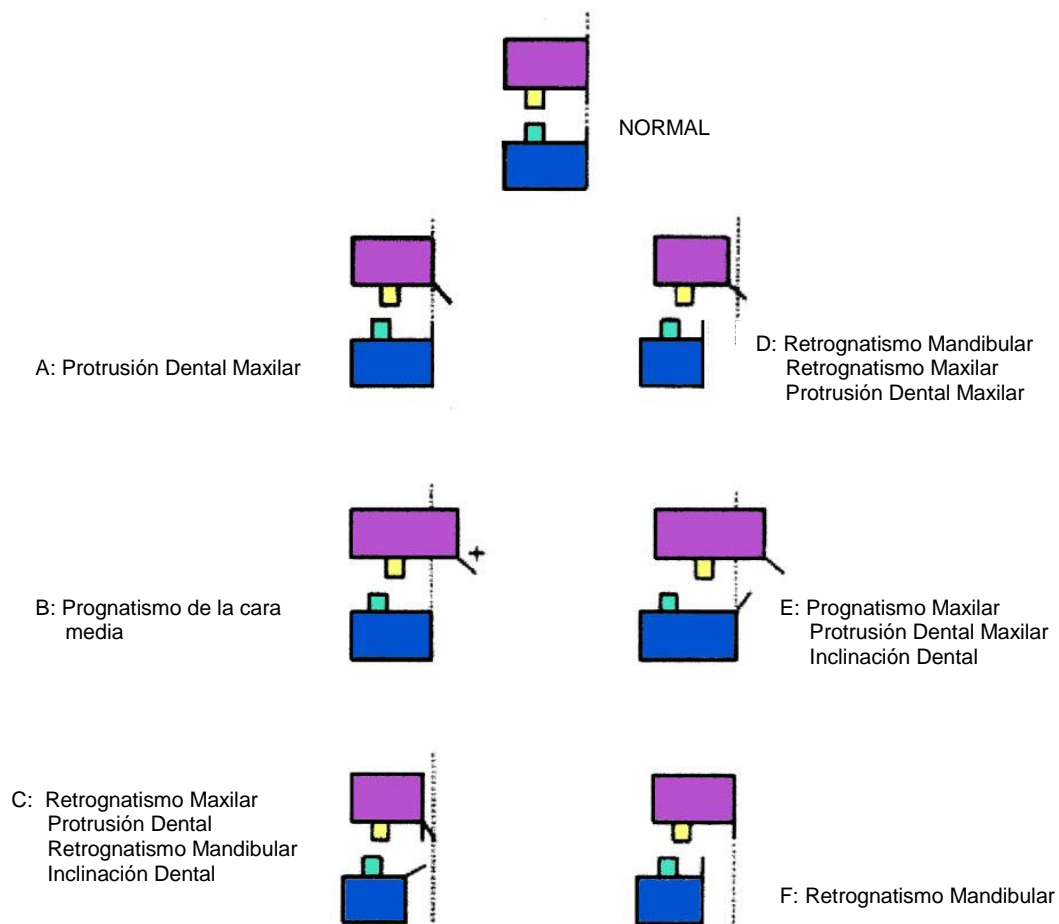 NORMAL
A: Protrusión Dental Maxilar
D: Retrognatismo Mandibular
Retrognatismo Maxilar
Protrusión Dental Maxilar
B: Prognatismo de la cara
media
E: Prognatismo Maxilar
Protrusión Dental Maxilar
Inclinación Dental
C: Retrognatismo Maxilar
Protrusión Dental
Retrognatismo Mandibular
Inclinación Dental
F: Retrognatismo Mandibular